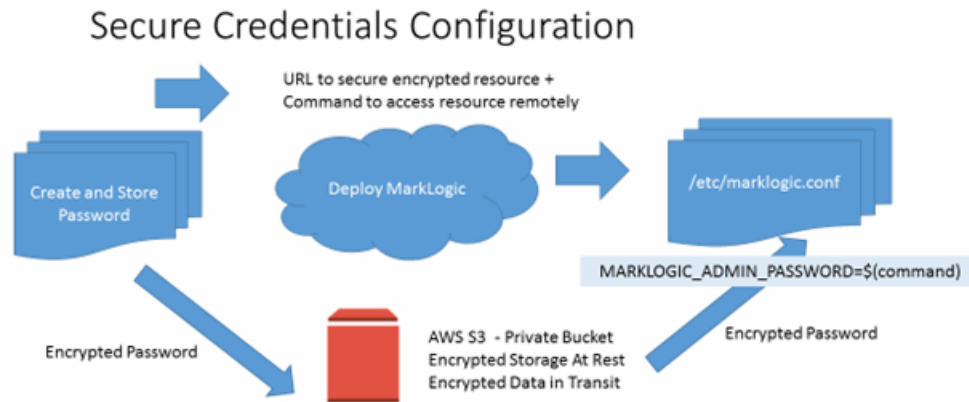 Secure Credentials Configuration
URL to secure encrypted resource +
Command to access resource remotely
Create and Store
Password
Deploy MarkLogic
/etc/marklogic.conf
MARKLOGIC_ADMIN_PASSWORD=$(command)
Encrypted Password
AWS S3 - Private Bucket
Encrypted Storage At Rest
Encrypted Data in Transit
Encrypted Password